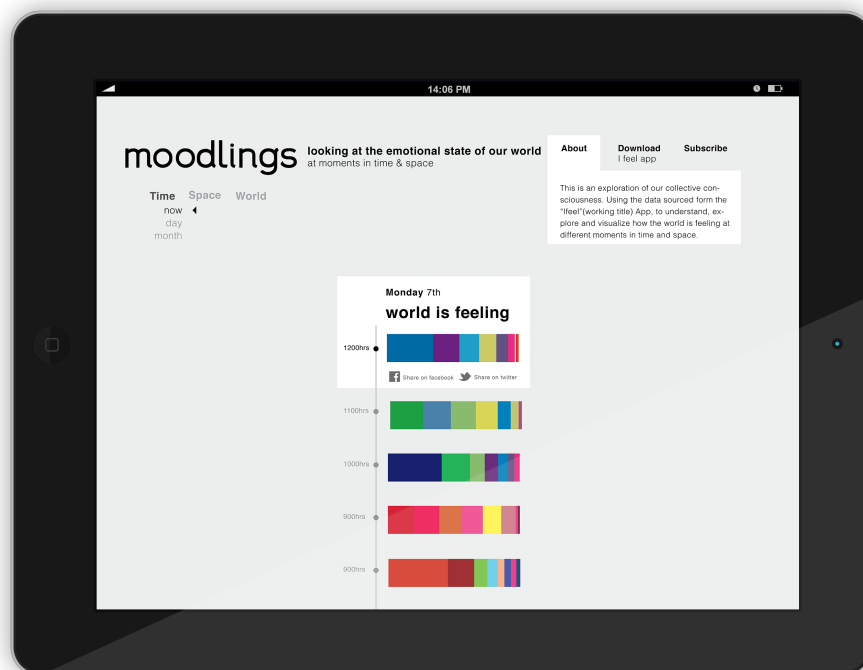 14:06 PM
moodlings
looking at the emotional state of our world
at moments in time & space
About
Download
I feel app
Subscribe
This is an exploration of our collective con-
sciousness. Using the data sourced form the
"Ifeel"(working title) App, to understand, ex-
plore and visualize how the world is feeling at
different moments in time and space.
Time Space World
now
day
month
Monday 7th
world is feeling
1200hrs
Share on facebook Share on twitter
1100hrs
1000hrs
900hrs
900hrs